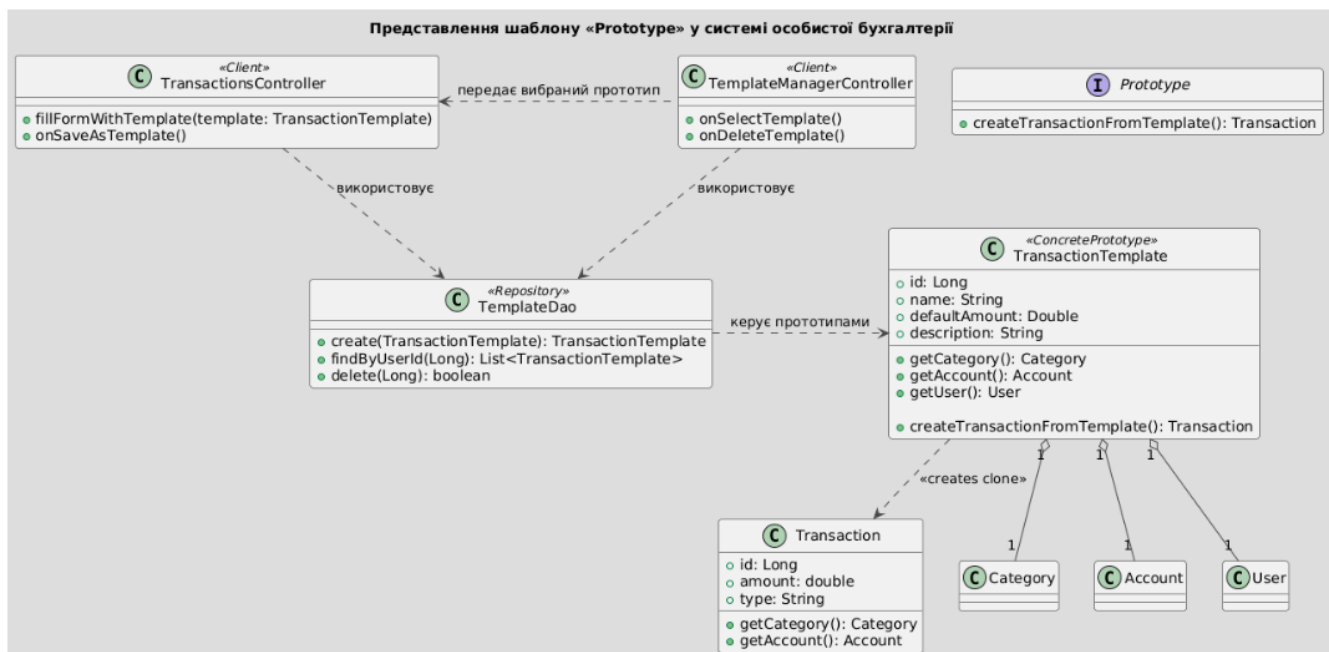 Представлення шаблону «Prototype» у системі особистої бухгалтерії
«Client»
C TransactionsController
fillFormWithTemplate(template: TransactionTemplate)
onSaveAsTemplate()
передає вибраний прототип
«Client»
C TemplateManagerController
onSelectTemplate()
onDeleteTemplate()
I Prototype
createTransactionFromTemplate(): Transaction
використовує
використовує
«Repository»
C TemplateDao
create(TransactionTemplate): TransactionTemplate
findByUserId(Long): List<TransactionTemplate>
delete(Long): boolean
керує прототипами
«ConcretePrototype»
C TransactionTemplate
id: Long
name: String
defaultAmount: Double
description: String
getCategory(): Category
getAccount(): Account
getUser(): User
createTransactionFromTemplate(): Transaction
1 1 1
«creates clone»
C Transaction
id: Long
amount: double
type: String
getCategory(): Category
getAccount(): Account
1 1 1
C Category
C Account
C User